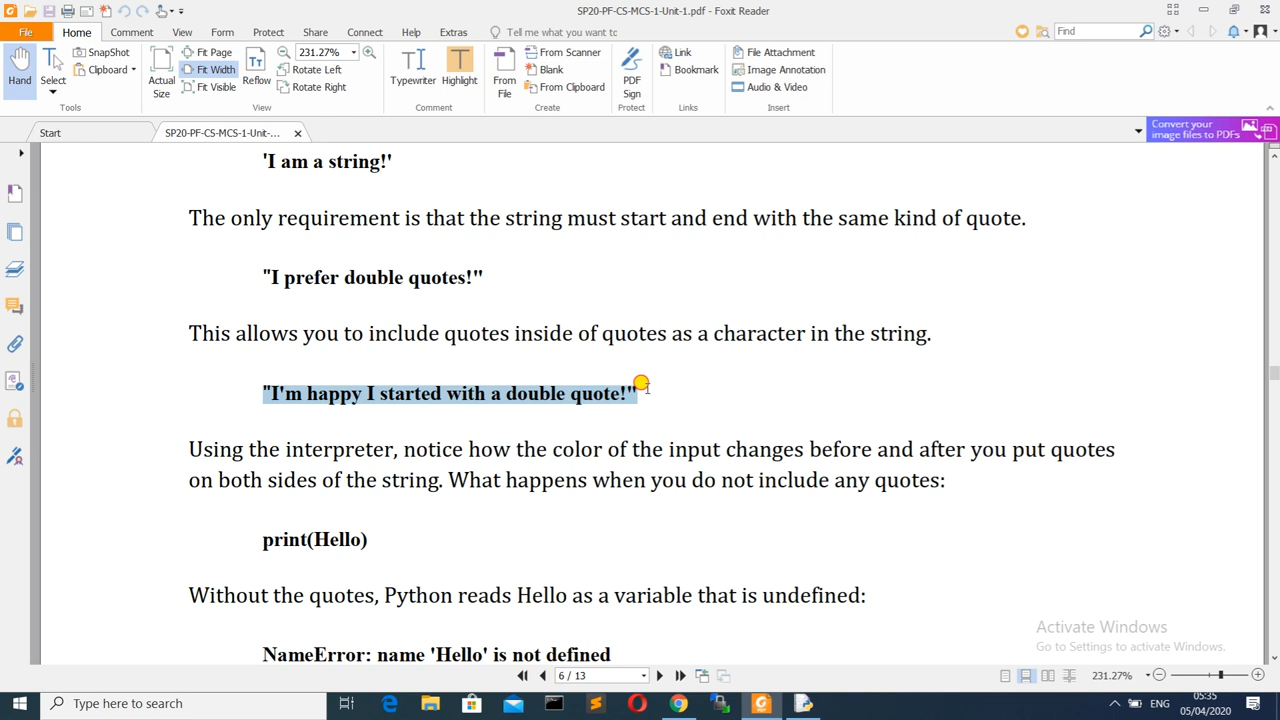 SP20-PF-CS-MCS-1-Unit-1.pdf - Foxit Reader
File Home Comment View Form Protect Share Connect Help Extras Tell me what you want to Find
Hand Select SnapShot Clipboard Actual Size Fit Page Fit Width Fit Visible Reflow 231.27% Rotate Left Rotate Right Typewriter Highlight From File From Scanner Blank From Clipboard PDF Sign Link Bookmark File Attachment Image Annotation Audio & Video
Tools View Comment Create Protect Links Insert
Start SP20-PF-CS-MCS-1-Unit-... Convert your image files to PDFs
'I am a string!'
The only requirement is that the string must start and end with the same kind of quote.
"I prefer double quotes!"
This allows you to include quotes inside of quotes as a character in the string.
"I'm happy I started with a double quote!"
Using the interpreter, notice how the color of the input changes before and after you put quotes
on both sides of the string. What happens when you do not include any quotes:
print(Hello)
Without the quotes, Python reads Hello as a variable that is undefined:
Activate Windows
Go to Settings to activate Windows.
NameError: name 'Hello' is not defined
6 / 13 231.27%
Type here to search ENG 05:35
05/04/2020